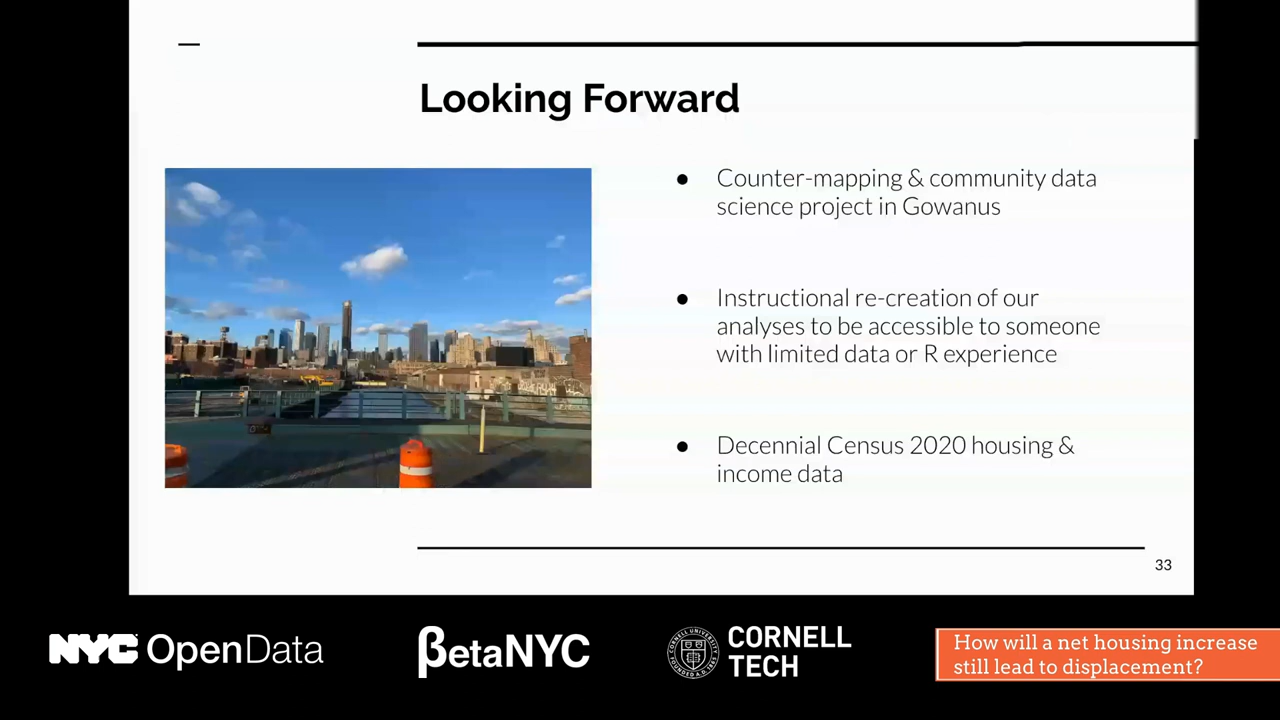 Looking Forward
● Counter-mapping & community data
science project in Gowanus
● Instructional re-creation of our
analyses to be accessible to someone
with limited data or R experience
● Decennial Census 2020 housing &
income data
33
NYC OpenData
βetaNYC
CORNELL
TECH
How will a net housing increase
still lead to displacement?